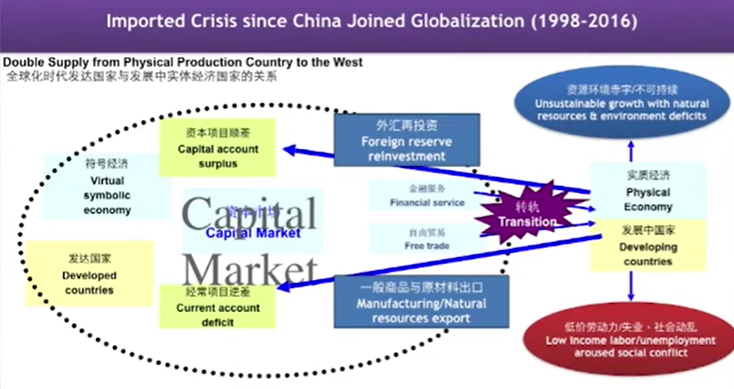 Imported Crisis since China Joined Globalization (1998-2016)
Double Supply from Physical Production Country to the West
全球化时代发达国家与发展中实体经济国家的关系
资源环境赤字/不可持续
Unsustainable growth with natural
resources & environment deficits
资本项目顺差
Capital account
surplus
外汇再投资
Foreign reserve
reinvestment
符号经济
Virtual
symbolic
economy
金融服务
Financial service
实质经济
Physical
Economy
资本市场
Capital Market
Capital
Market
转轨
Transition
自由贸易
Free trade
发展中国家
Developing
countries
发达国家
Developed
countries
经常项目逆差
Current account
deficit
一般商品与原材料出口
Manufacturing/Natural
resources export
低价劳动力/失业·社会动乱
Low income labor/unemployment
aroused social conflict